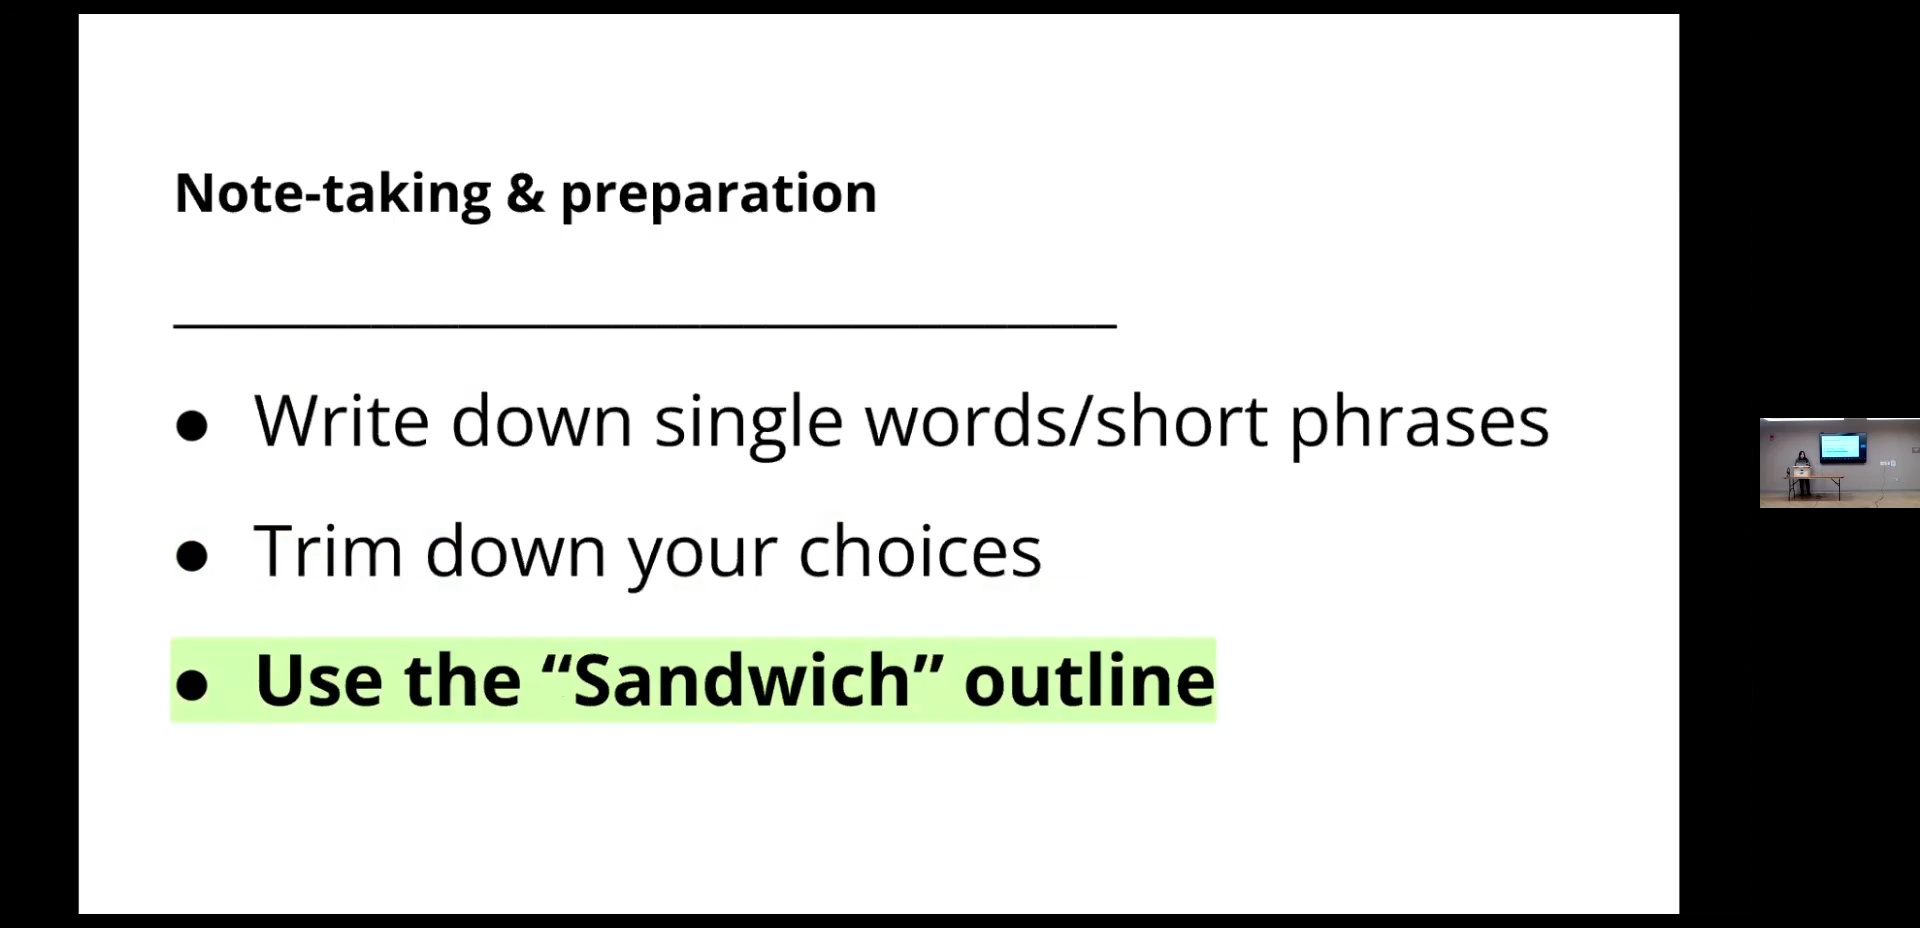 Note-taking & preparation
● Write down single words/short phrases
● Trim down your choices
● Use the “Sandwich” outline